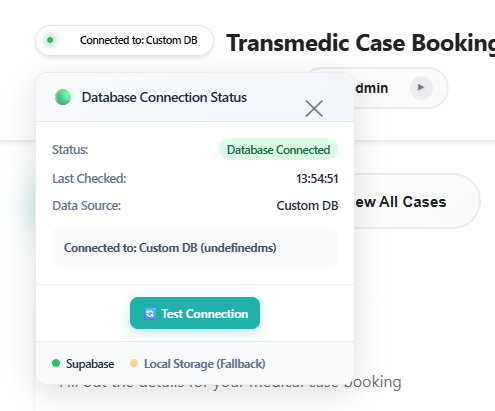 Connected to: Custom DB
Transmedic Case Booking
Database Connection Status
dmin
Status:
Database Connected
Last Checked:
13:54:51
Data Source:
Custom DB
ew All Cases
Connected to: Custom DB (undefinedms)
Test Connection
Supabase
Local Storage (Fallback)
Fill out the details for your medical case booking